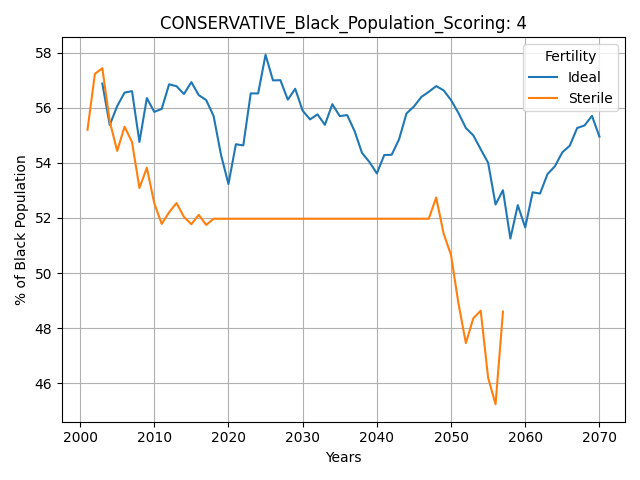 CONSERVATIVE_Black_Population_Scoring: 4
Fertility
Ideal
Sterile
% of Black Population
58
56
54
52
50
48
46
2000 2010 2020 2030 2040 2050 2060 2070
Years